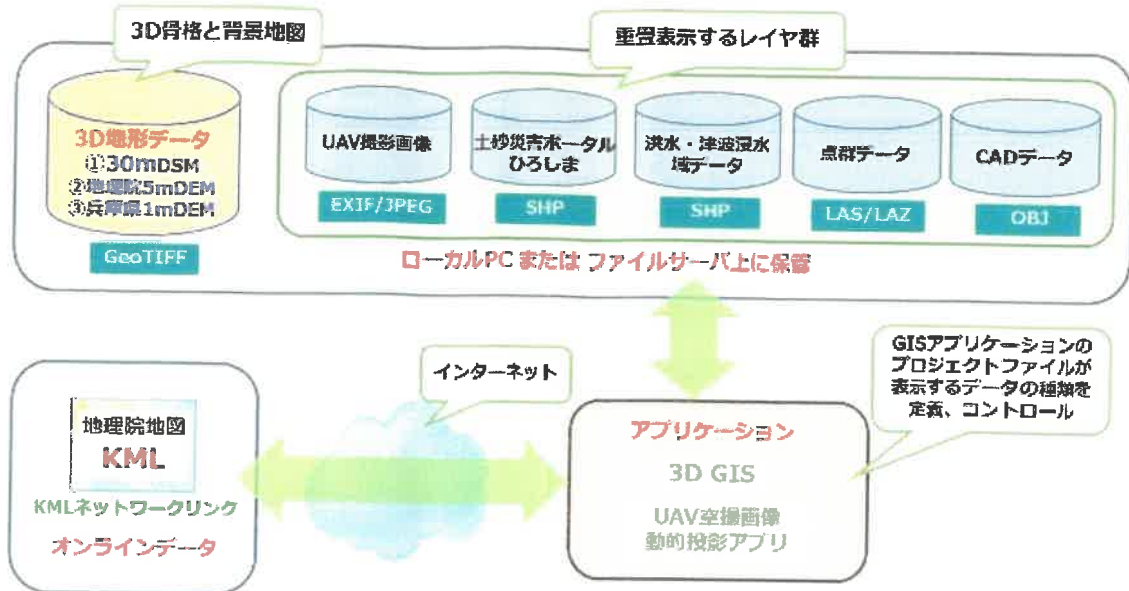 3D骨格と背景地図
重畳表示するレイヤ群
3D地形データ
①30mDSM
②地理院5mDEM
③兵庫県1mDEM
GeoTIFF
UAV撮影画像
EXIF/JPEG
土砂災害ポータル
ひろしま
SHP
洪水・津波浸水
域データ
SHP
点群データ
LAS/LAZ
CADデータ
OBJ
ローカルPC または ファイルサーバ上に保管
インターネット
GISアプリケーションの
プロジェクトファイルが
表示するデータの種類を
定義、コントロール
地理院地図
KML
KMLネットワークリンク
オンラインデータ
アプリケーション
3D GIS
UAV空撮画像
動的投影アプリ